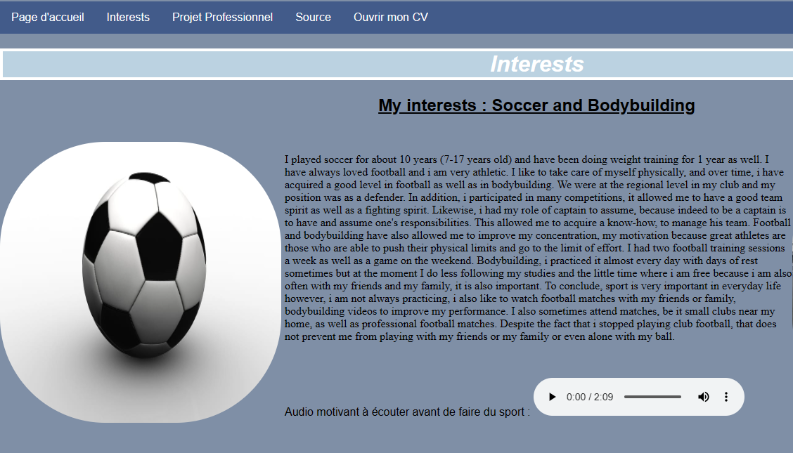 Page d'accueil Interests Projet Professionnel Source Ouvrir mon CV
Interests
My interests : Soccer and Bodybuilding
I played soccer for about 10 years (7-17 years old) and have been doing weight training for 1 year as well. I
have always loved football and i am very athletic. I like to take care of myself physically, and over time, i have
acquired a good level in football as well as in bodybuilding. We were at the regional level in my club and my
position was as a defender. In addition, i participated in many competitions, it allowed me to have a good team
spirit as well as a fighting spirit. Likewise, i had my role of captain to assume, because indeed to be a captain is
to have and assume one's responsibilities. This allowed me to acquire a know-how, to manage his team. Football
and bodybuilding have also allowed me to improve my concentration, my motivation because great athletes are
those who are able to push their physical limits and go to the limit of effort. I had two football training sessions
a week as well as a game on the weekend. Bodybuilding, i practiced it almost every day with days of rest
sometimes but at the moment I do less following my studies and the little time where i am free because i am also
often with my friends and my family, it is also important. To conclude, sport is very important in everyday life
however, i am not always practicing, i also like to watch football matches with my friends or family,
bodybuilding videos to improve my performance. I also sometimes attend matches, be it small clubs near my
home, as well as professional football matches. Despite the fact that i stopped playing club football, that does
not prevent me from playing with my friends or my family or even alone with my ball.
Audio motivant à écouter avant de faire du sport : 0:00 / 2:09